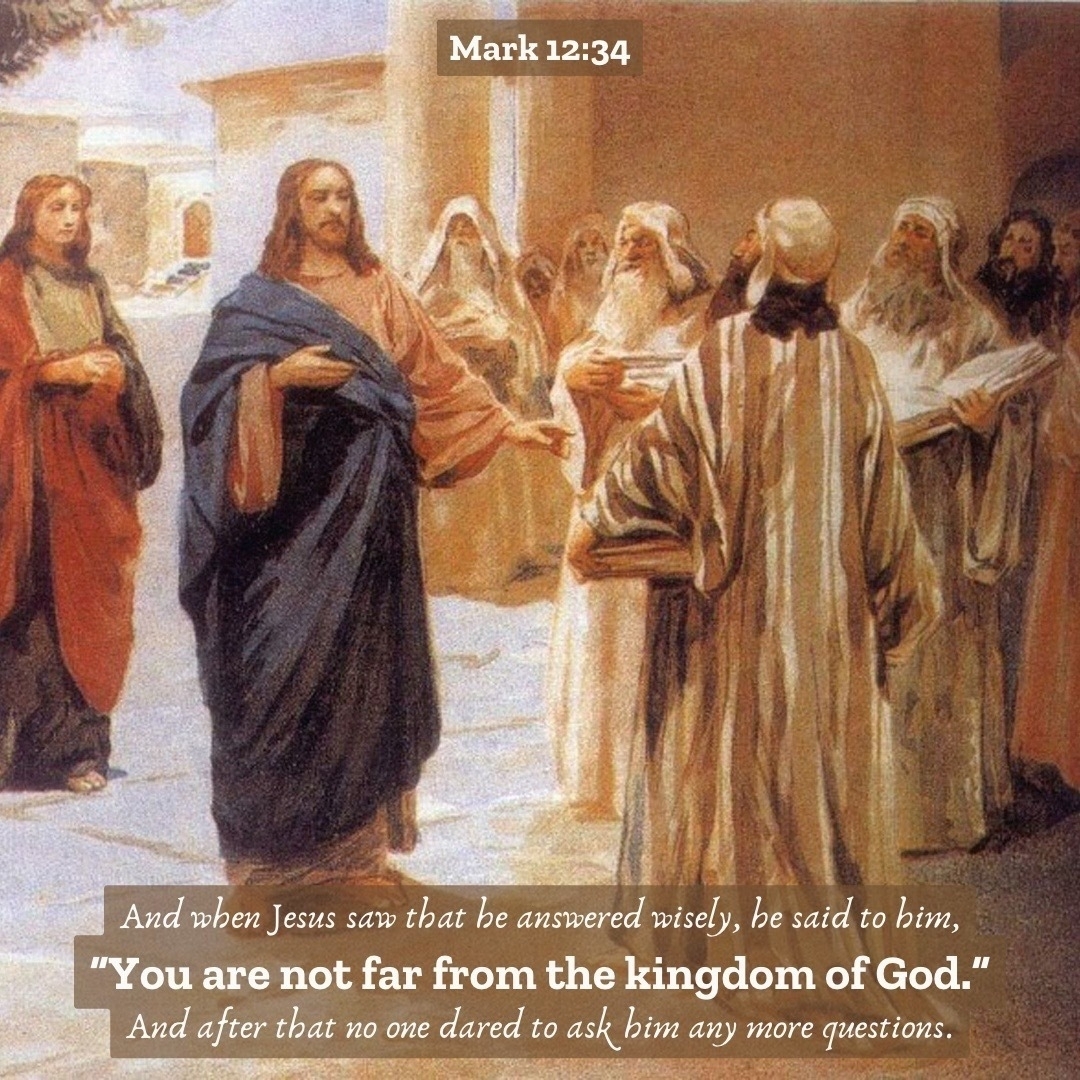 Mark 12:34
And when Jesus saw that he answered wisely, he said to him,
"You are not far from the kingdom of God."
And after that no one dared to ask him any more questions.